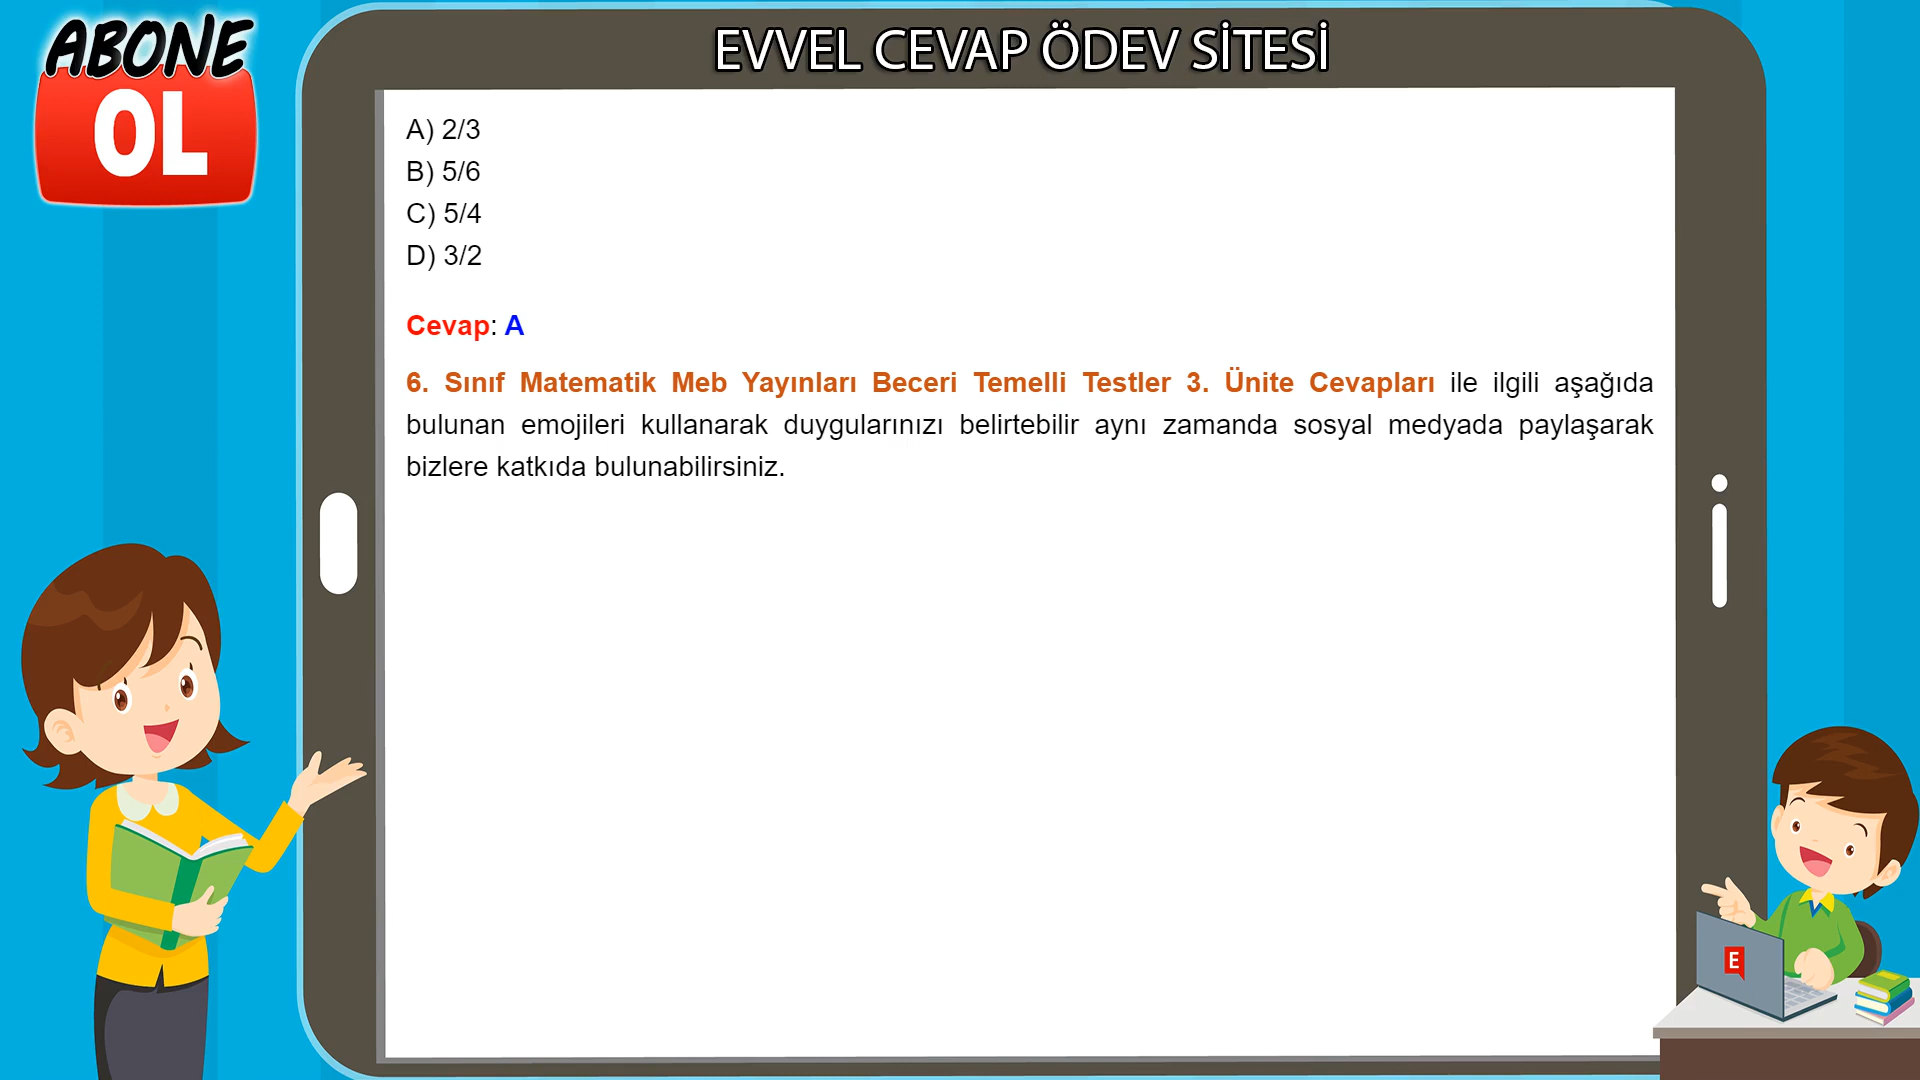 ABONE
OL
EVVEL CEVAP ÖDEV SİTESİ
A) 2/3
B) 5/6
C) 5/4
D) 3/2
Cevap: A
6. Sınıf Matematik Meb Yayınları Beceri Temelli Testler 3. Ünite Cevapları ile ilgili aşağıda
bulunan emojileri kullanarak duygularınızı belirtebilir aynı zamanda sosyal medyada paylaşarak
bizlere katkıda bulunabilirsiniz.
E